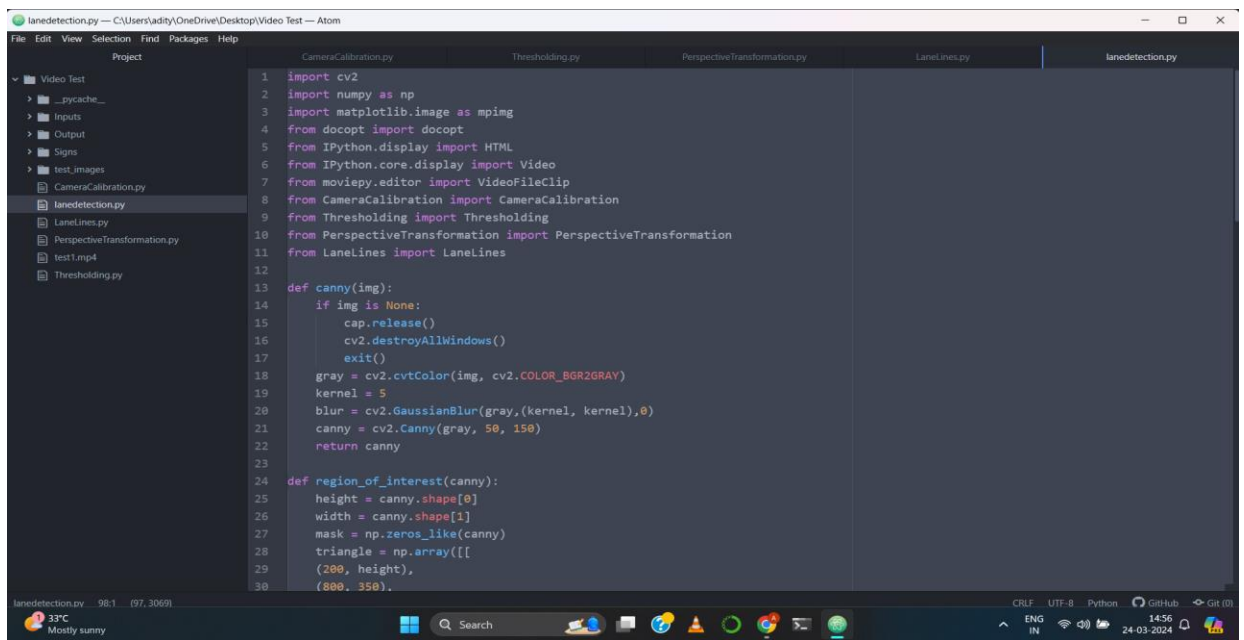 lanedetection.py — C:\Users\adity\OneDrive\Desktop\Video Test — Atom
File Edit View Selection Find Packages Help
Project
CameraCalibration.py Thresholding.py PerspectiveTransformation.py LaneLines.py lanedetection.py
Video Test
__pycache__
Inputs
Output
Signs
test_images
CameraCalibration.py
lanedetection.py
LaneLines.py
PerspectiveTransformation.py
test1.mp4
Thresholding.py
1 import cv2
2 import numpy as np
3 import matplotlib.image as mpimg
4 from docopt import docopt
5 from IPython.display import HTML
6 from IPython.core.display import Video
7 from moviepy.editor import VideoFileClip
8 from CameraCalibration import CameraCalibration
9 from Thresholding import Thresholding
10 from PerspectiveTransformation import PerspectiveTransformation
11 from LaneLines import LaneLines
12
13 def canny(img):
14     if img is None:
15         cap.release()
16         cv2.destroyAllWindows()
17         exit()
18     gray = cv2.cvtColor(img, cv2.COLOR_BGR2GRAY)
19     kernel = 5
20     blur = cv2.GaussianBlur(gray,(kernel, kernel),0)
21     canny = cv2.Canny(gray, 50, 150)
22     return canny
23
24 def region_of_interest(canny):
25     height = canny.shape[0]
26     width = canny.shape[1]
27     mask = np.zeros_like(canny)
28     triangle = np.array([[
29     (200, height),
30     (800, 350),
lanedetection.py 98:1 (97, 3069) CRLF UTF-8 Python GitHub Git (0)
33°C
Mostly sunny
Search
ENG
IN
14:56
24-03-2024